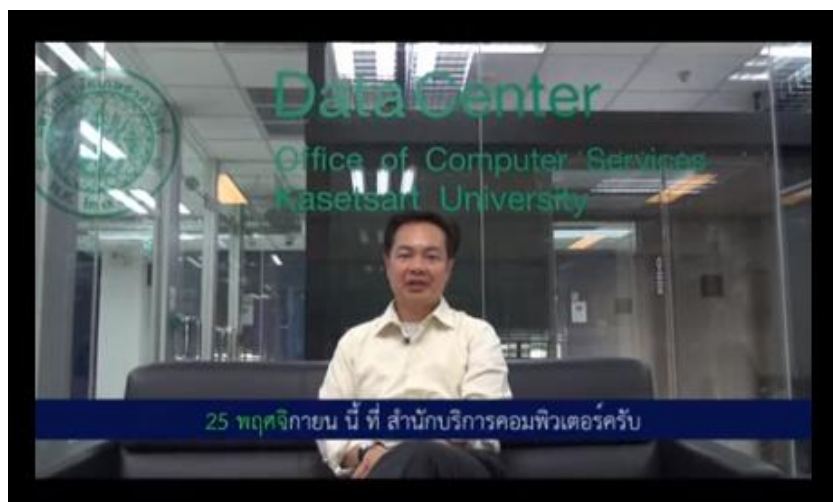 Data Center
Office of Computer Services
Kasetsart University
25 พฤศจิกายน นี้ ที่ สำนักบริการคอมพิวเตอร์ครับ